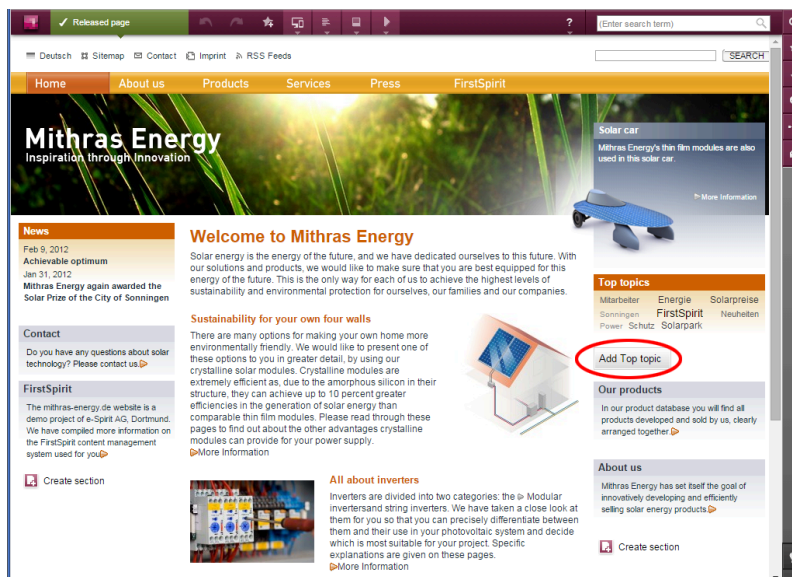 Released page
?
(Enter search term)
Deutsch Sitemap Contact Imprint RSS Feeds
SEARCH
Home About us Products Services Press FirstSpirit
Mithras Energy
Inspiration through Innovation
Solar car
Mithras Energy's thin film modules are also
used in this solar car.
More Information
News
Feb 9, 2012
Achievable optimum
Jan 31, 2012
Mithras Energy again awarded the
Solar Prize of the City of Sonningen
Contact
Do you have any questions about solar
technology? Please contact us.
FirstSpirit
The mithras-energy.de website is a
demo project of e-Spirit AG, Dortmund.
We have compiled more information on
the FirstSpirit content management
system used for you
Create section
Welcome to Mithras Energy
Solar energy is the energy of the future, and we have dedicated ourselves to this future. With
our solutions and products, we would like to make sure that you are best equipped for this
energy of the future. This is the only way for each of us to achieve the highest levels of
sustainability and environmental protection for ourselves, our families and our companies.
Sustainability for your own four walls
There are many options for making your own home more
environmentally friendly. We would like to present one of
these options to you in greater detail, by using our
crystalline solar modules. Crystalline modules are
extremely efficient as, due to the amorphous silicon in their
structure, they can achieve up to 10 percent greater
efficiencies in the generation of solar energy than
comparable thin film modules. Please read through these
pages to find out about the other advantages crystalline
modules can provide for your power supply.
More Information
All about inverters
Inverters are divided into two categories: the Modular
invertersand string inverters. We have taken a close look at
them for you so that you can precisely differentiate between
them and their use in your photovoltaic system and decide
which is most suitable for your project. Specific
explanations are given on these pages.
More Information
Top topics
Mitarbeiter Energie Solarpreise
Sonningen FirstSpirit Neuheiten
Power Schutz Solarpark
Add Top topic
Our products
In our product database you will find all
products developed and sold by us, clearly
arranged together.
About us
Mithras Energy has set itself the goal of
innovatively developing and efficiently
selling solar energy products.
Create section